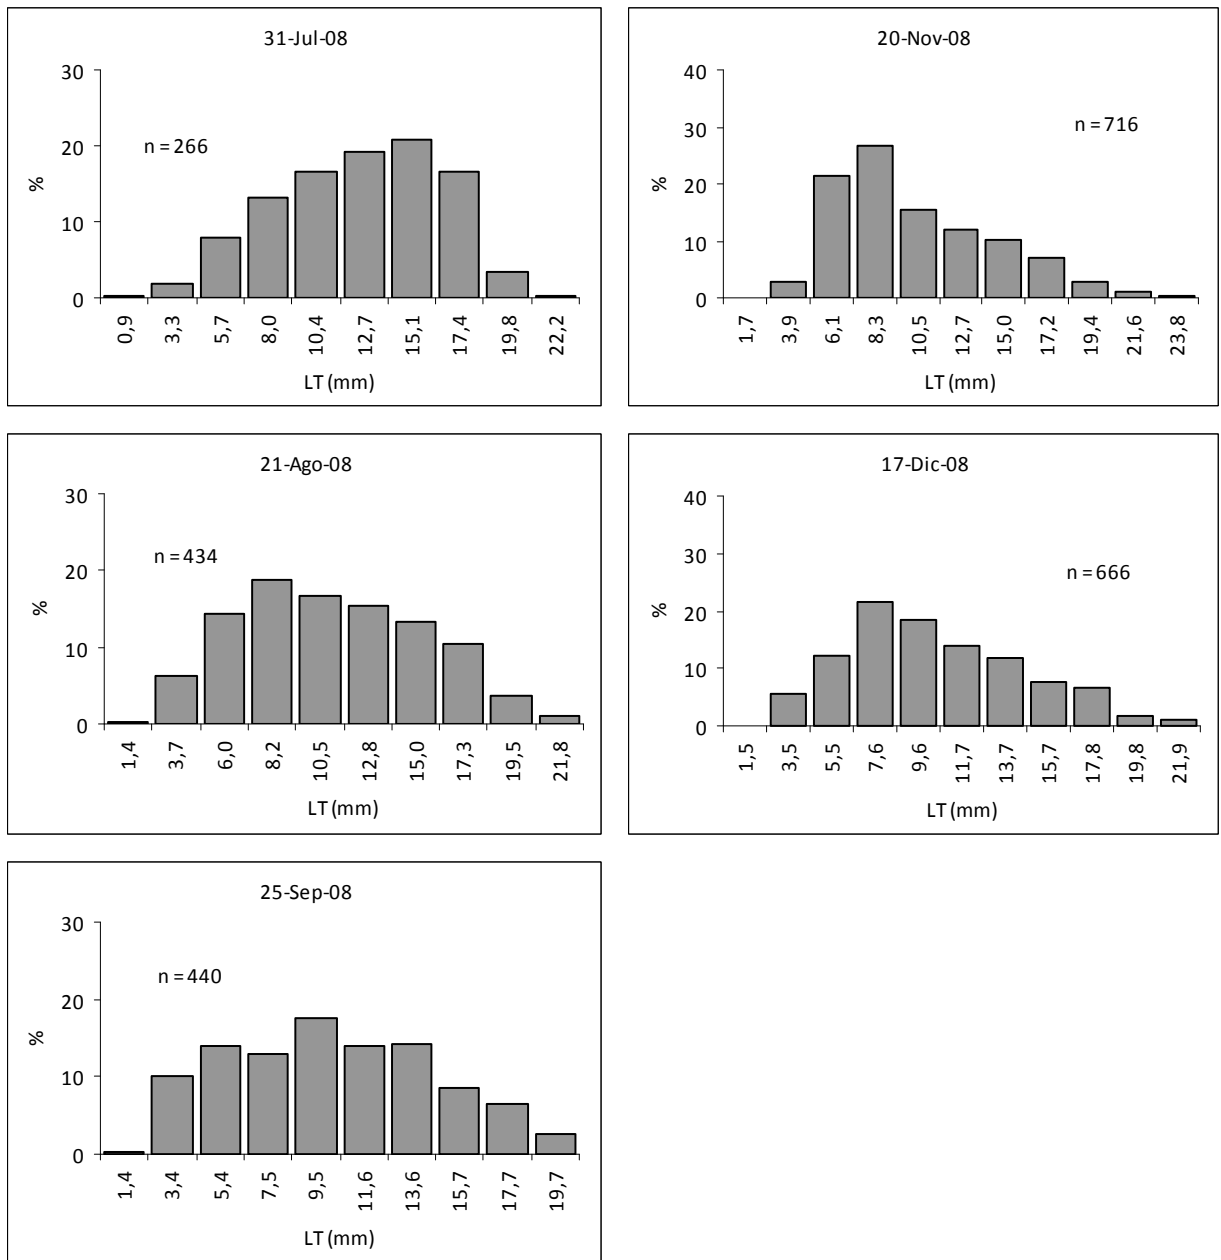 31-Jul-08
30
20
10
0
%
n = 266
0,9 3,3 5,7 8,0 10,4 12,7 15,1 17,4 19,8 22,2
LT (mm)
20-Nov-08
40
30
20
10
0
%
n = 716
1,7 3,9 6,1 8,3 10,5 12,7 15,0 17,2 19,4 21,6 23,8
LT (mm)
21-Ago-08
30
20
10
0
%
n = 434
1,4 3,7 6,0 8,2 10,5 12,8 15,0 17,3 19,5 21,8
LT (mm)
17-Dic-08
40
30
20
10
0
%
n = 666
1,5 3,5 5,5 7,6 9,6 11,7 13,7 15,7 17,8 19,8 21,9
LT (mm)
25-Sep-08
30
20
10
0
%
n = 440
1,4 3,4 5,4 7,5 9,5 11,6 13,6 15,7 17,7 19,7
LT (mm)